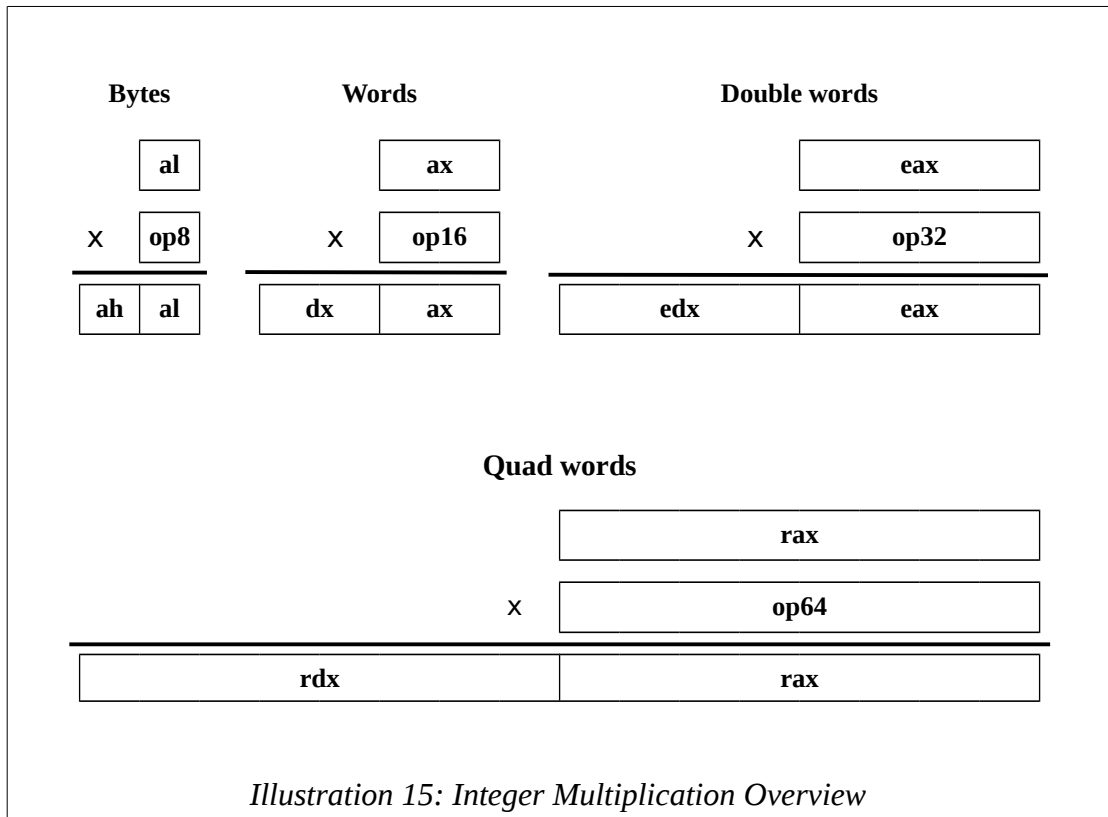 Bytes Words Double words
al ax eax
x op8 x op16 x op32
ah al dx ax edx eax
Quad words
rax
x op64
rdx rax
Illustration 15: Integer Multiplication Overview